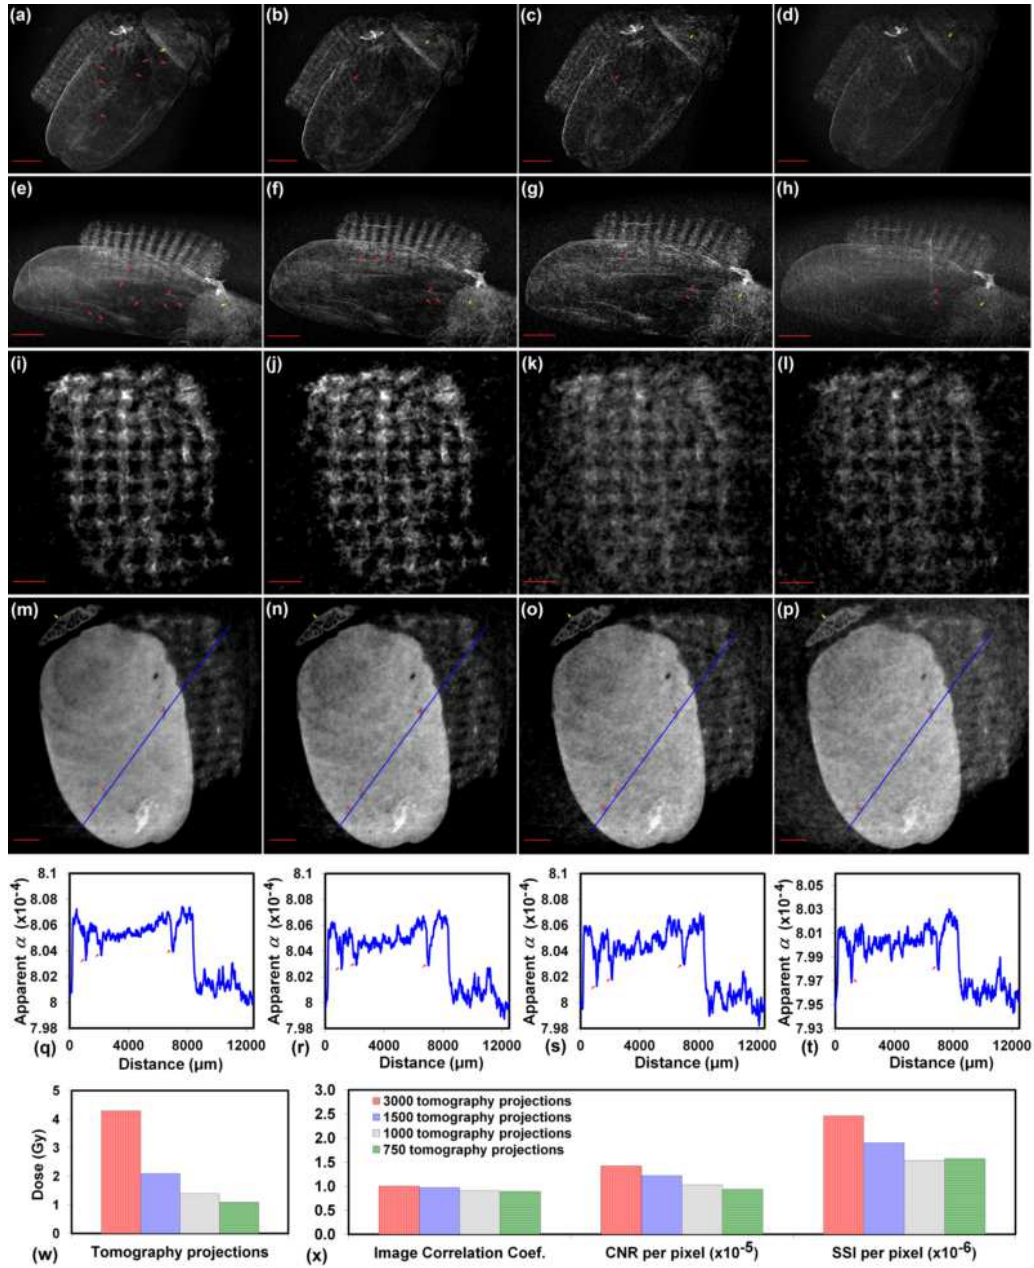 (a) (b) (c) (d)
(e) (f) (g) (h)
(i) (j) (k) (l)
(m) (n) (o) (p)
8.1 8.1 8.1 8.05
8.08 8.08 8.08 8.03
8.06 8.06 8.06 8.01
8.04 8.04 8.04 7.99
8.02 8.02 8.02 7.97
8 8 8 7.95
7.98 7.98 7.98 7.93
Apparent α (x10⁻⁴) Apparent α (x10⁻⁴) Apparent α (x10⁻⁴) Apparent α (x10⁻⁴)
0 4000 8000 12000 0 4000 8000 12000 0 4000 8000 12000 0 4000 8000 12000
(q) Distance (µm) (r) Distance (µm) (s) Distance (µm) (t) Distance (µm)
5
4
3
2
1
0
Dose (Gy)
(w) Tomography projections
3.0
2.5
2.0
1.5
1.0
0.5
0.0
3000 tomography projections
1500 tomography projections
1000 tomography projections
750 tomography projections
(x) Image Correlation Coef. CNR per pixel (x10⁻⁵) SSI per pixel (x10⁻⁶)